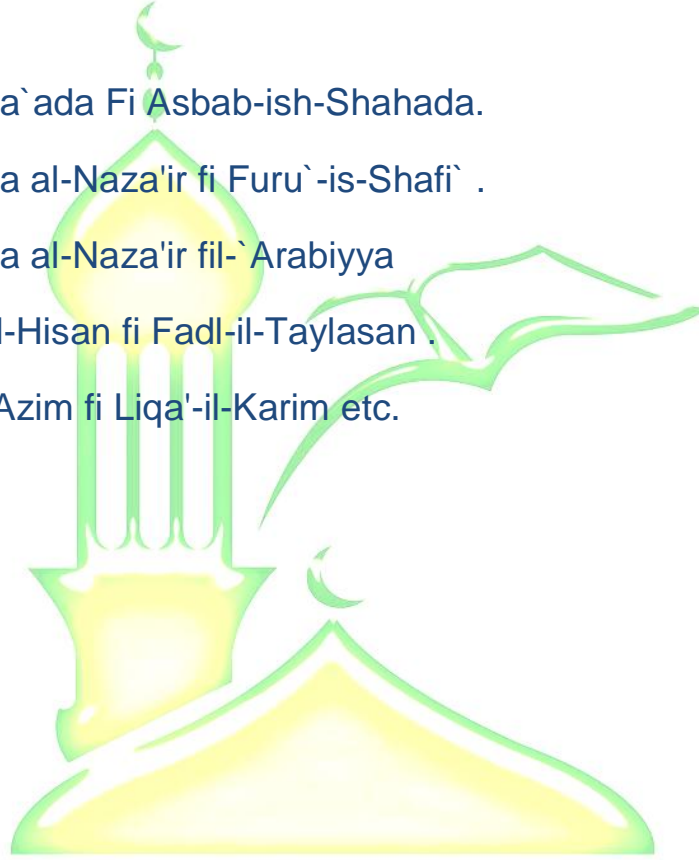 a`ada Fi Asbab-ish-Shahada.
a al-Naza'ir fi Furu`-is-Shafi` .
a al-Naza'ir fil-`Arabiyya
l-Hisan fi Fadl-il-Taylasan .
Azim fi Liqa'-il-Karim etc.